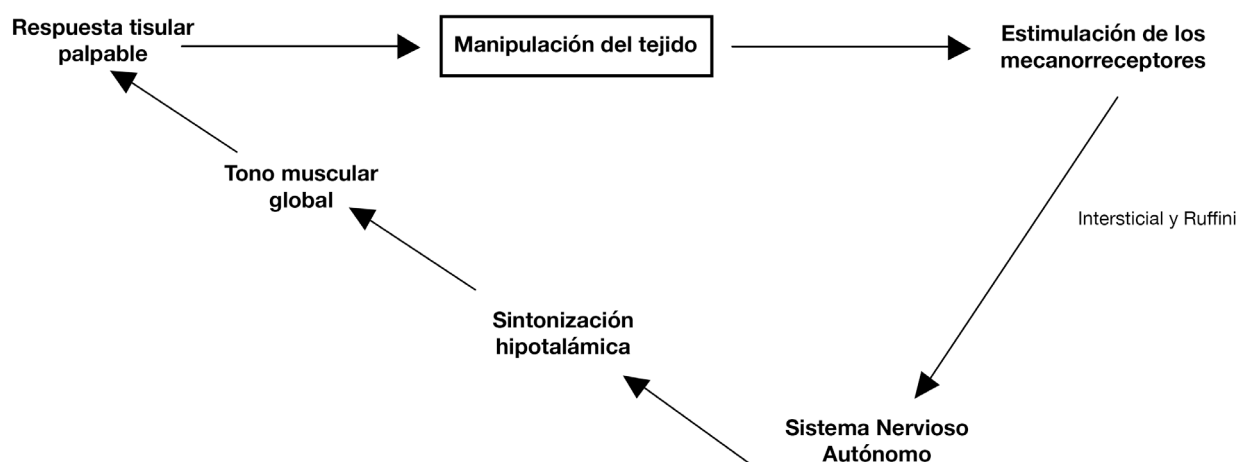 Respuesta tisular
palpable
Manipulación del tejido
Estimulación de los
mecanorreceptores
Tono muscular
global
Intersticial y Ruffini
Sintonización
hipotalámica
Sistema Nervioso
Autónomo